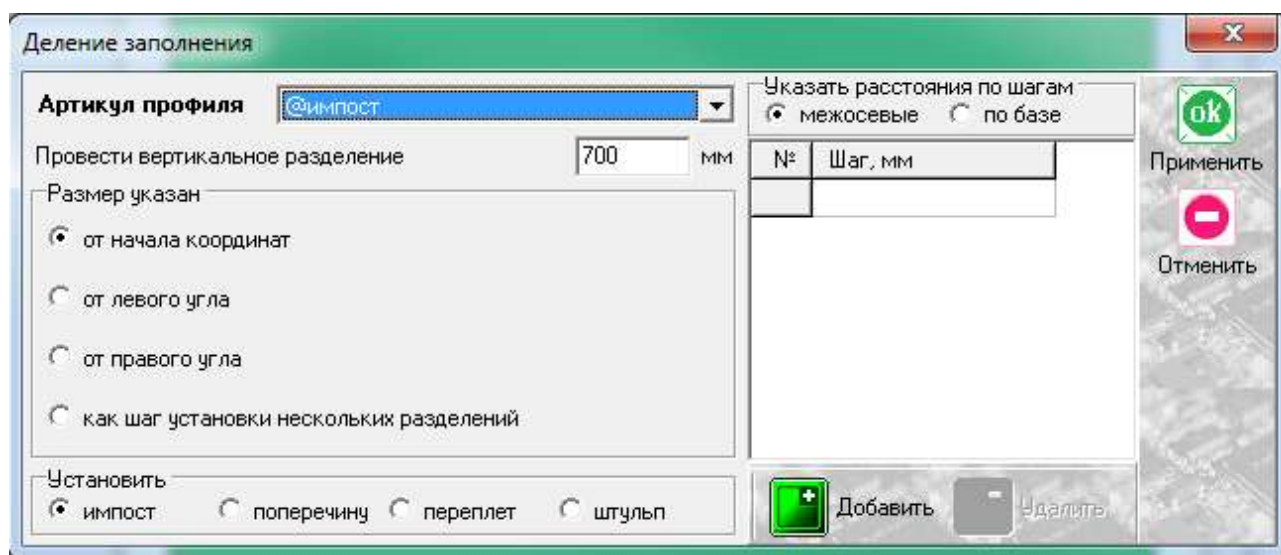 Деление заполнения
Артикул профиля @импост
Провести вертикальное разделение 700 мм
Размер указан
от начала координат
от левого угла
от правого угла
как шаг установки нескольких разделений
Установить
импост поперечину переплет штульп
Указать расстояния по шагам
межосевые по базе
№ Шаг, мм
Добавить Удалить
ok
Применить
Отменить